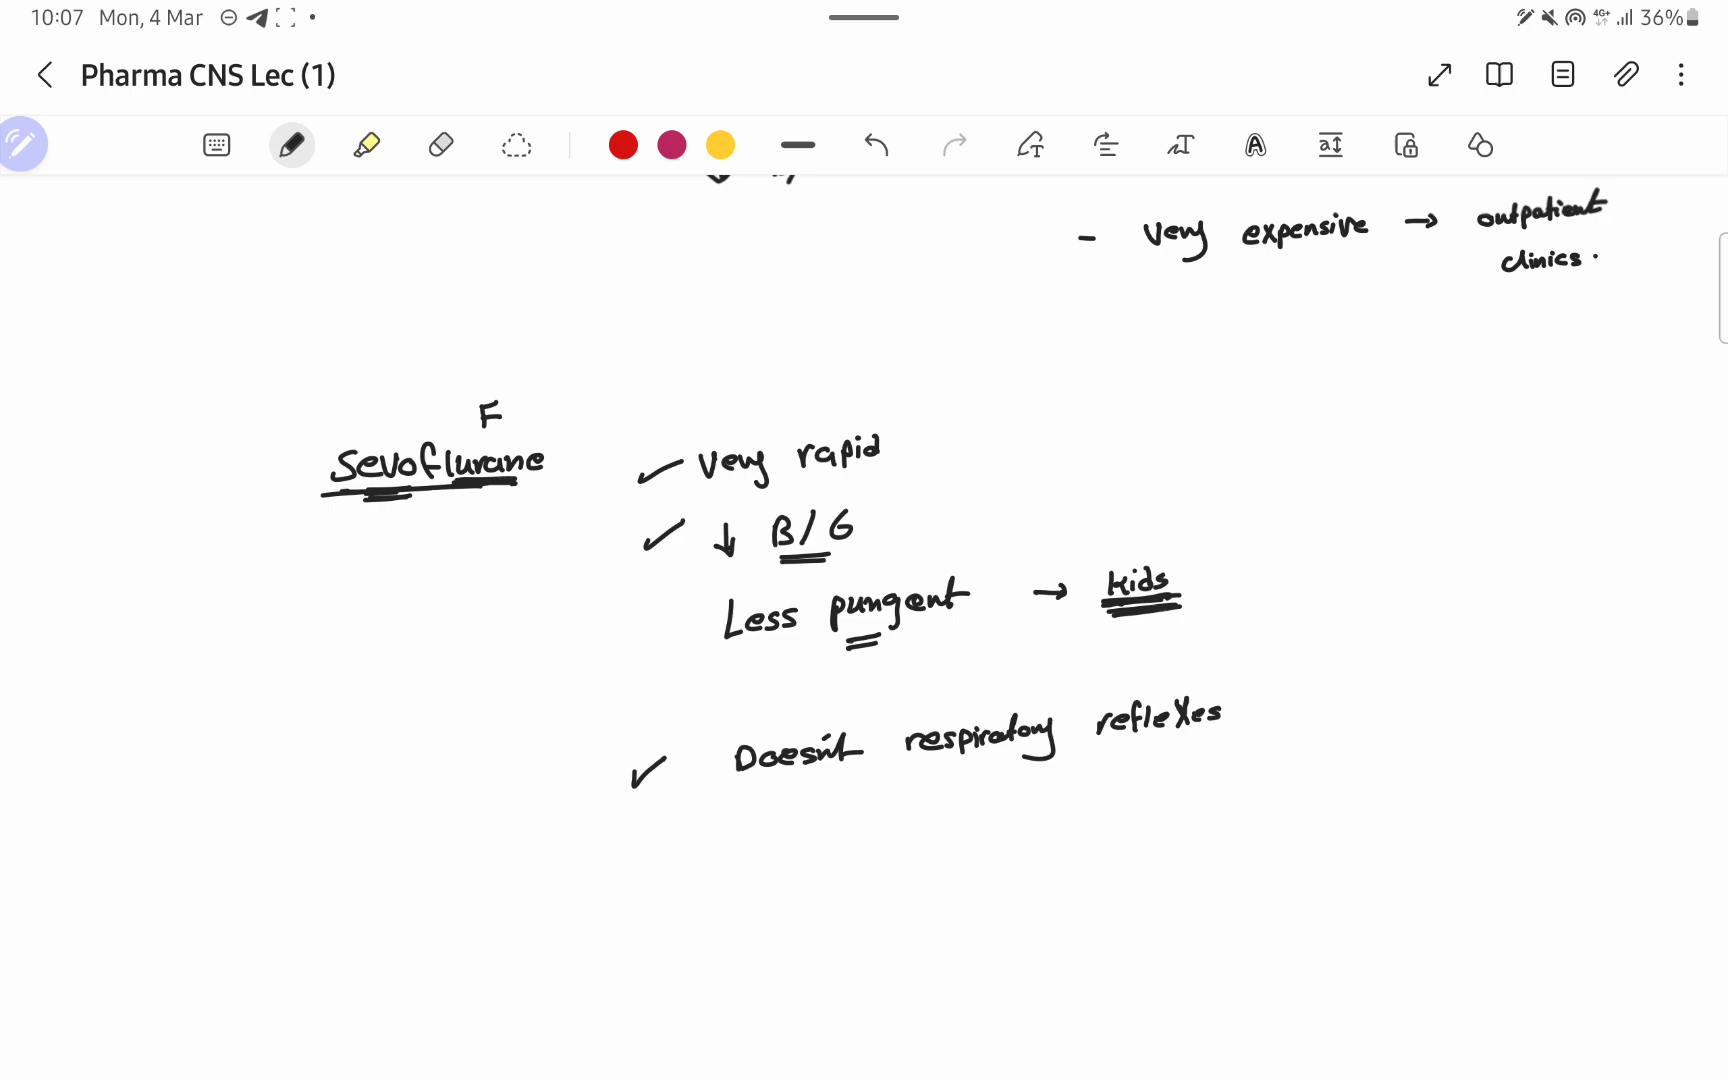 10:07 Mon, 4 Mar
4G+ 36%
Pharma CNS Lec (1)
- Very expensive → outpatient
clinics.
F
Sevoflurane
✓ Very rapid
✓ ↓ B/G
Less pungent → kids
✓ Doesn't respiratory reflexes